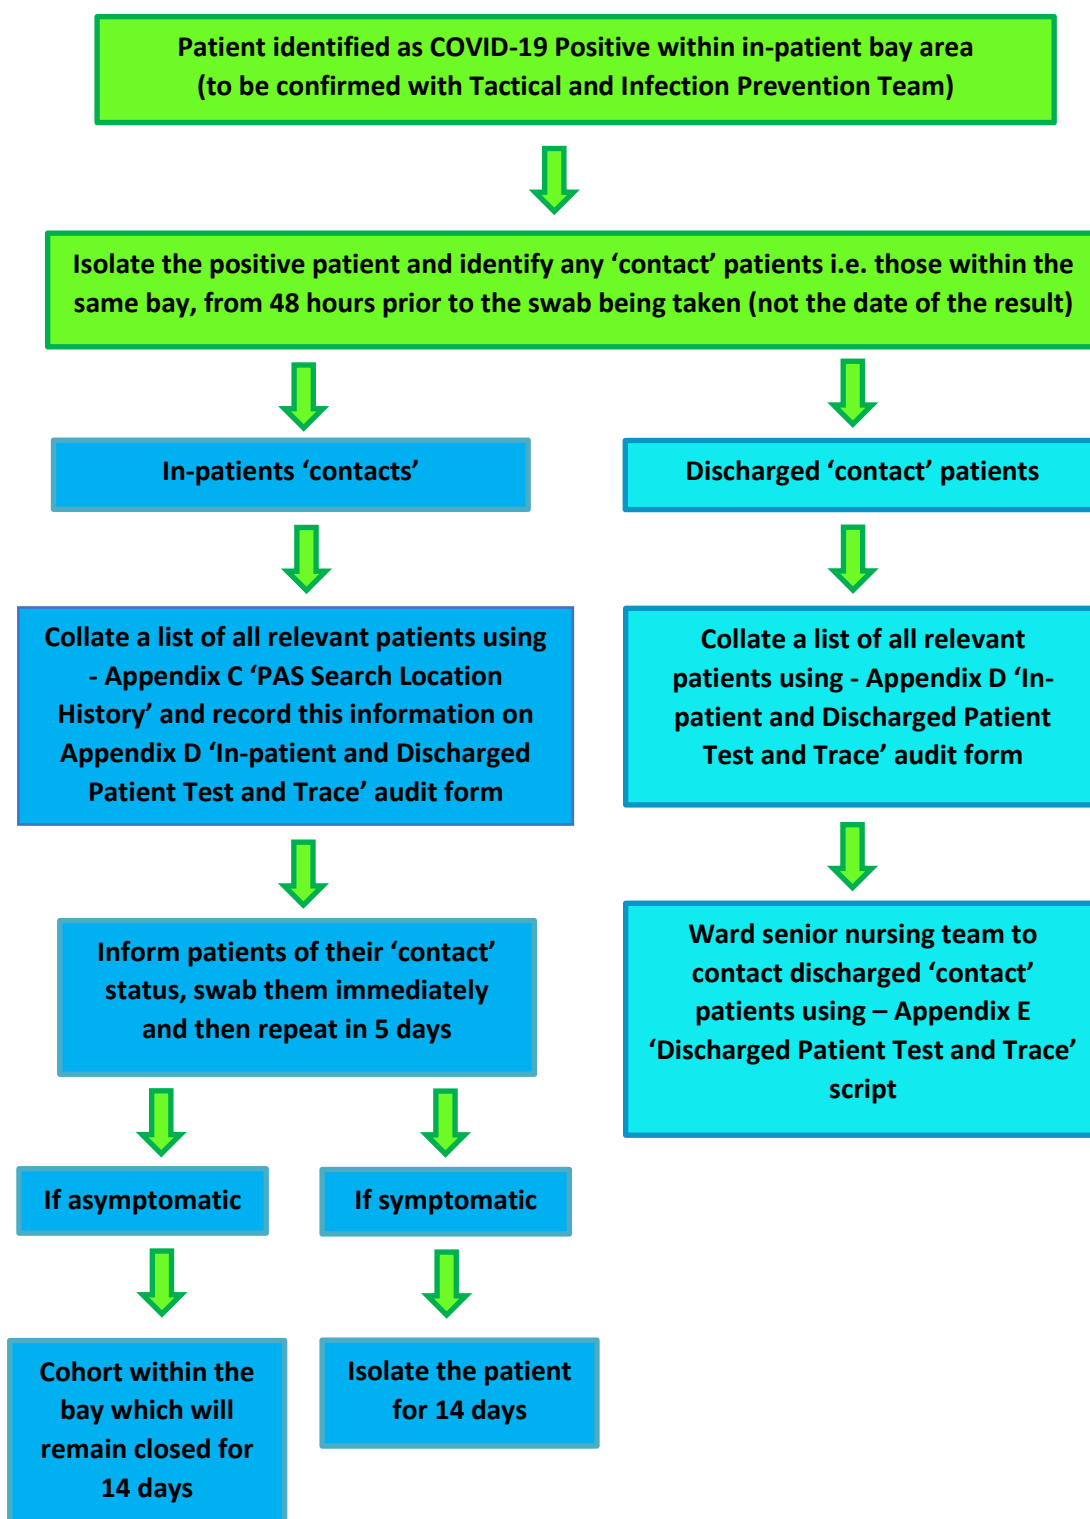 Patient identified as COVID-19 Positive within in-patient bay area
(to be confirmed with Tactical and Infection Prevention Team)
Isolate the positive patient and identify any ‘contact’ patients i.e. those within the
same bay, from 48 hours prior to the swab being taken (not the date of the result)
In-patients ‘contacts’
Collate a list of all relevant patients using
- Appendix C ‘PAS Search Location
History’ and record this information on
Appendix D ‘In-patient and Discharged
Patient Test and Trace’ audit form
Inform patients of their ‘contact’
status, swab them immediately
and then repeat in 5 days
If asymptomatic
Cohort within the
bay which will
remain closed for
14 days
If symptomatic
Isolate the patient
for 14 days
Discharged ‘contact’ patients
Collate a list of all relevant
patients using - Appendix D ‘In-
patient and Discharged Patient
Test and Trace’ audit form
Ward senior nursing team to
contact discharged ‘contact’
patients using – Appendix E
‘Discharged Patient Test and Trace’
script